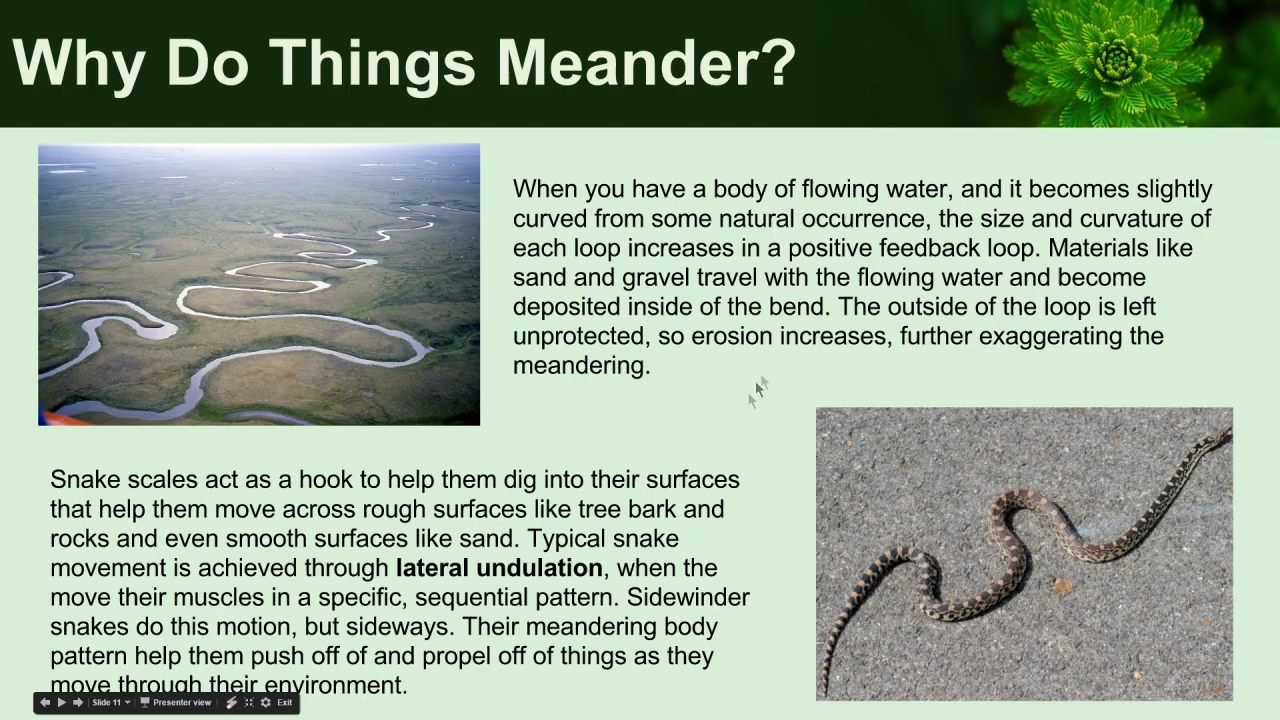 Why Do Things Meander?
When you have a body of flowing water, and it becomes slightly
curved from some natural occurrence, the size and curvature of
each loop increases in a positive feedback loop. Materials like
sand and gravel travel with the flowing water and become
deposited inside of the bend. The outside of the loop is left
unprotected, so erosion increases, further exaggerating the
meandering.
Snake scales act as a hook to help them dig into their surfaces
that help them move across rough surfaces like tree bark and
rocks and even smooth surfaces like sand. Typical snake
movement is achieved through lateral undulation, when the
move their muscles in a specific, sequential pattern. Sidewinder
snakes do this motion, but sideways. Their meandering body
pattern help them push off of and propel off of things as they
move through their environment.
Slide 11 Presenter view Exit